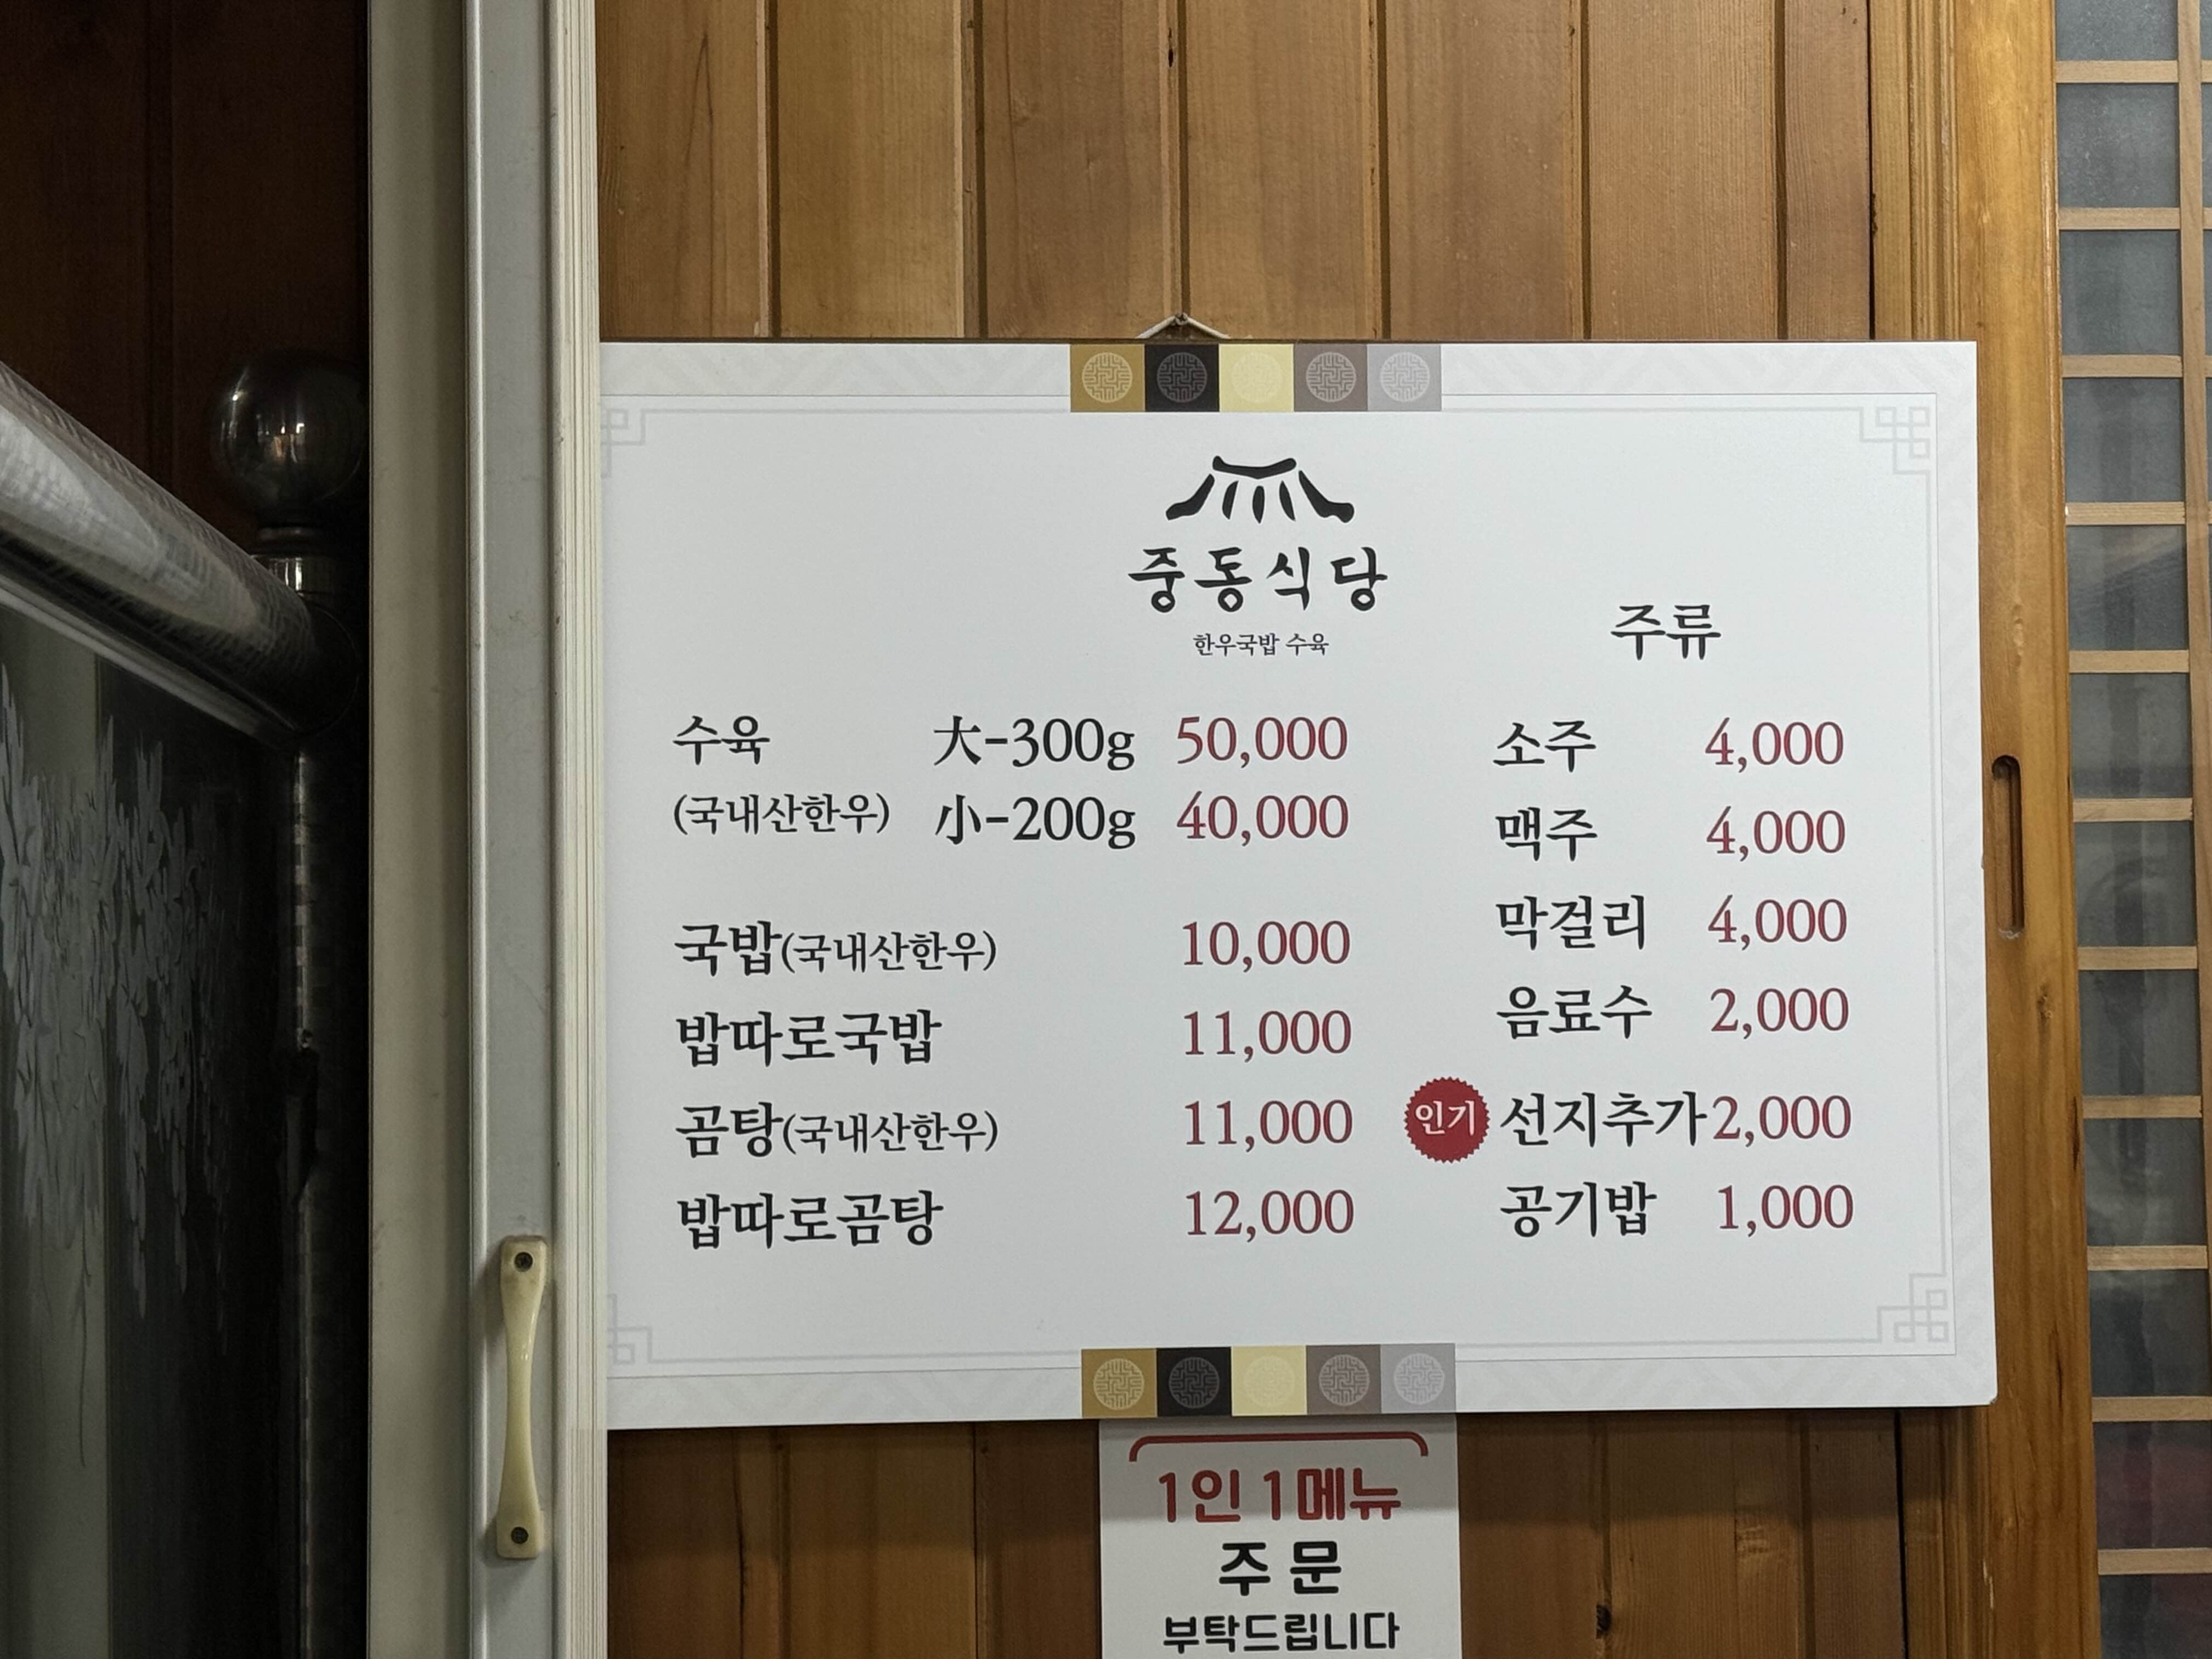 중동식당
한우국밥 수육
수육 大-300g 50,000
(국내산한우) 小-200g 40,000
국밥(국내산한우) 10,000
밥따로국밥 11,000
곰탕(국내산한우) 11,000
밥따로곰탕 12,000
주류
소주 4,000
맥주 4,000
막걸리 4,000
음료수 2,000
인기 선지추가 2,000
공기밥 1,000
1인 1메뉴
주문
부탁드립니다